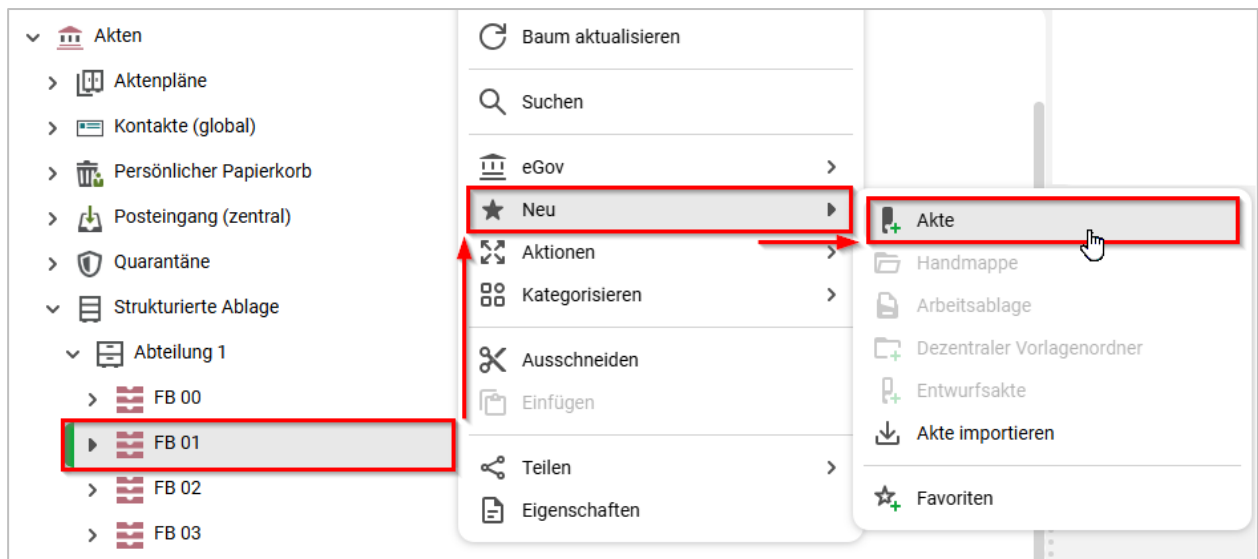 Akten
Aktenpläne
Kontakte (global)
Persönlicher Papierkorb
Posteingang (zentral)
Quarantäne
Strukturierte Ablage
Abteilung 1
FB 00
FB 01
FB 02
FB 03
Baum aktualisieren
Suchen
eGov
Neu
Aktionen
Kategorisieren
Ausschneiden
Einfügen
Teilen
Eigenschaften
Akte
Handmappe
Arbeitsablage
Dezentraler Vorlagenordner
Entwurfsakte
Akte importieren
Favoriten